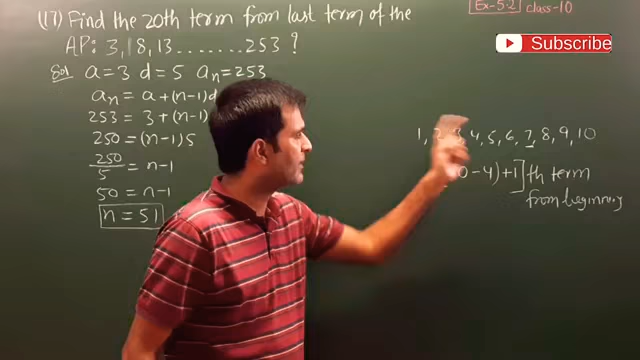 (17) Find the 20th term from last term of the
AP: 3, 8, 13.......253 ?
Sol a = 3 d = 5 an = 253
an = a + (n-1)d
253 = 3 + (n-1)
250 = (n-1)5
250/5 = n-1
50 = n-1
n = 51
Ex-5.2 class-10
Subscribe
1, 2, 3, 4, 5, 6, 7, 8, 9, 10
0-4)+1]th term
from beginning